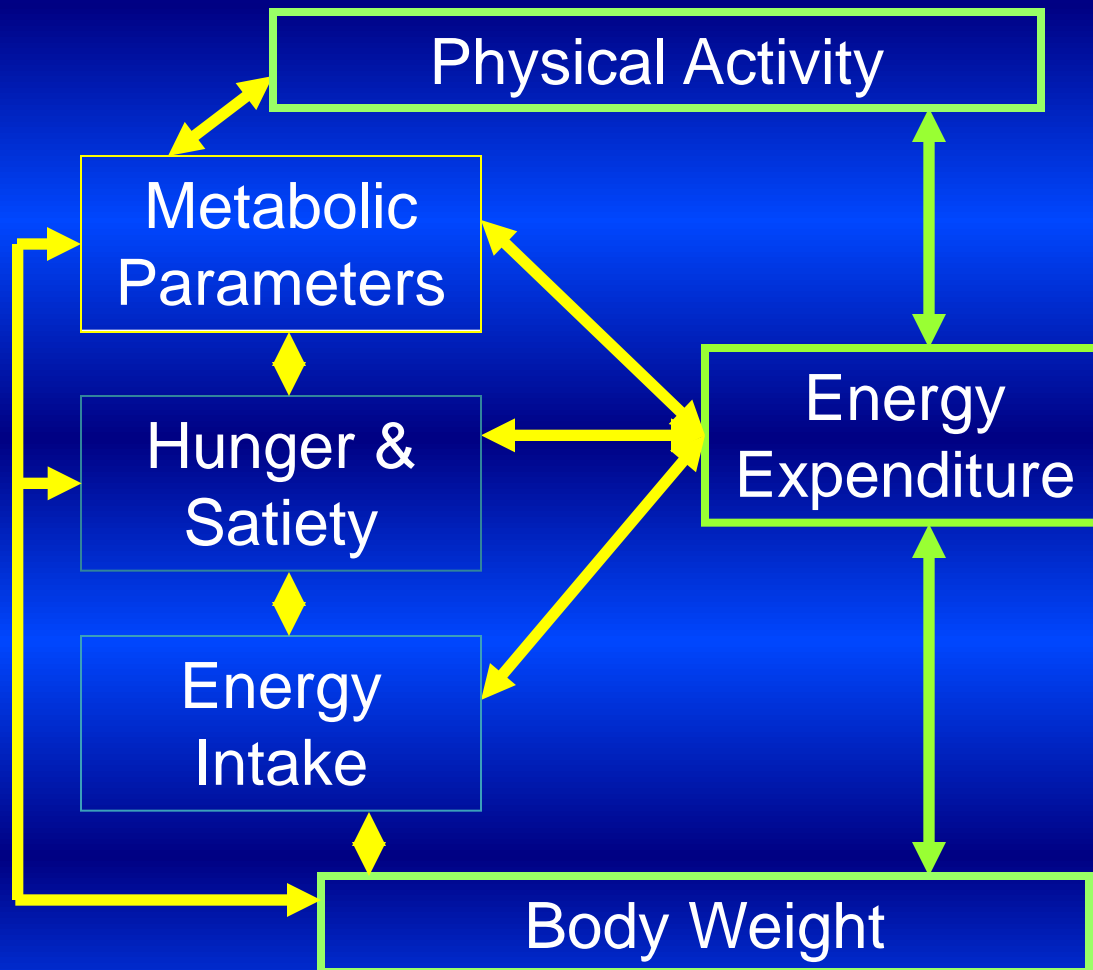 Physical Activity
Metabolic
Parameters
Hunger &
Satiety
Energy
Expenditure
Energy
Intake
Body Weight